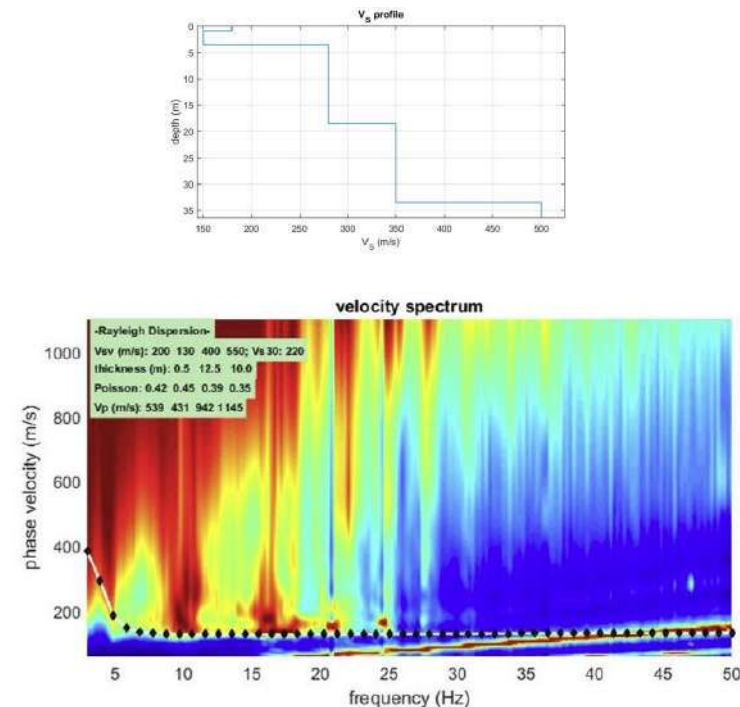 V_S profile
0
5
10
15
20
25
30
35
depth (m)
150 200 250 300 350 400 450 500
V_S (m/s)
velocity spectrum
-Rayleigh Dispersion-
Vsv (m/s): 200 130 400 550; Vs30: 220
thickness (m): 0.5 12.5 10.0
Poisson: 0.42 0.45 0.39 0.35
Vp (m/s): 539 431 942 1145
1000
800
600
400
200
phase velocity (m/s)
5 10 15 20 25 30 35 40 45 50
frequency (Hz)